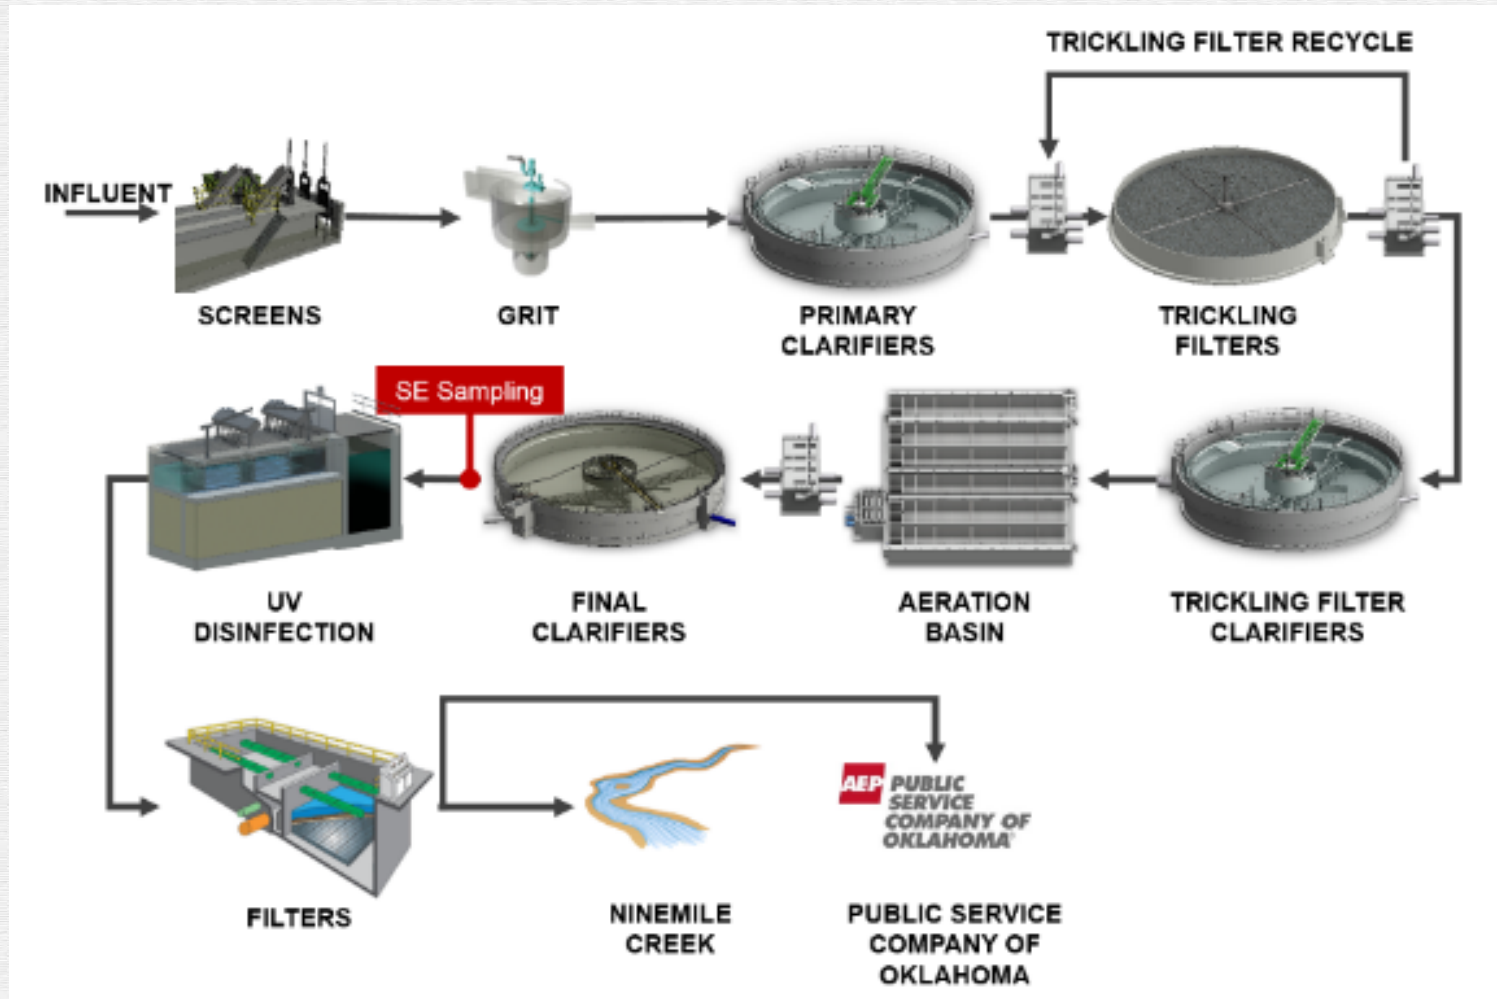 TRICKLING FILTER RECYCLE
INFLUENT
SCREENS
GRIT
PRIMARY
CLARIFIERS
TRICKLING
FILTERS
SE Sampling
UV
DISINFECTION
FINAL
CLARIFIERS
AERATION
BASIN
TRICKLING FILTER
CLARIFIERS
AEP PUBLIC
SERVICE
COMPANY OF
OKLAHOMA
FILTERS
NINEMILE
CREEK
PUBLIC SERVICE
COMPANY OF
OKLAHOMA